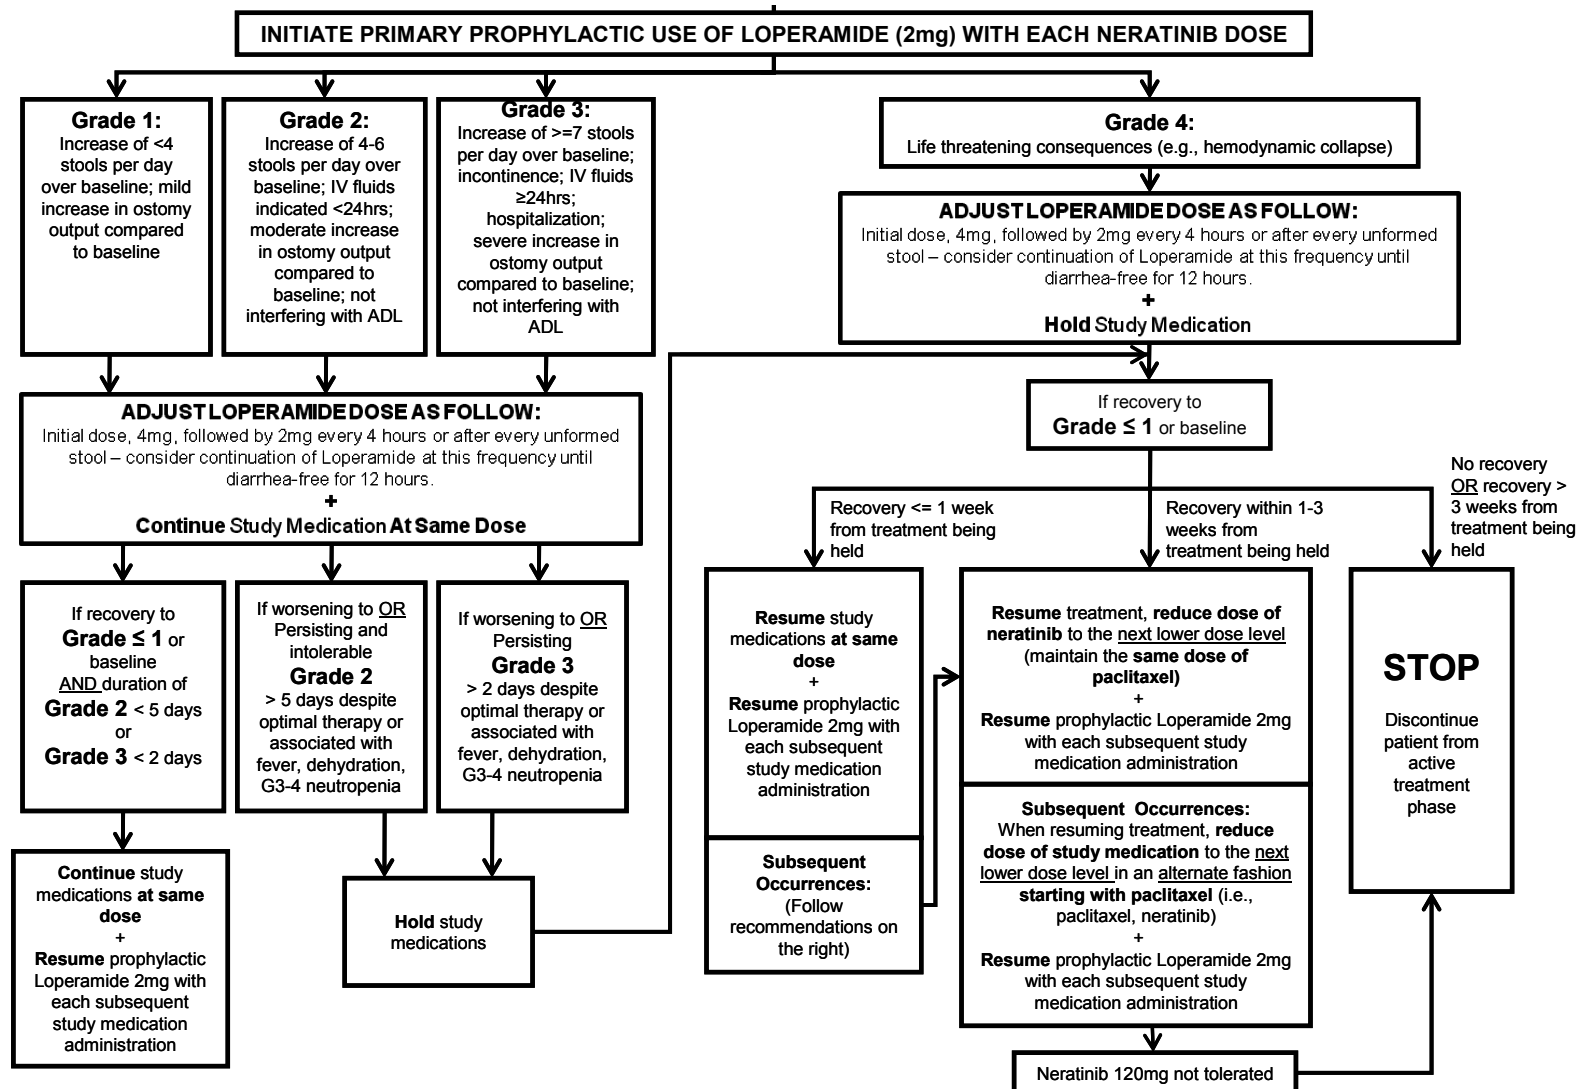 INITIATE PRIMARY PROPHYLACTIC USE OF LOPERAMIDE (2mg) WITH EACH NERATINIB DOSE
Grade 1:
Increase of <4
stools per day
over baseline; mild
increase in ostomy
output compared
to baseline
Grade 2:
Increase of 4-6
stools per day over
baseline; IV fluids
indicated <24hrs;
moderate increase
in ostomy output
compared to
baseline; not
interfering with ADL
Grade 3:
Increase of >=7 stools
per day over baseline;
incontinence; IV fluids
≥24hrs;
hospitalization;
severe increase in
ostomy output
compared to baseline;
not interfering with
ADL
Grade 4:
Life threatening consequences (e.g., hemodynamic collapse)
ADJUST LOPERAMIDE DOSE AS FOLLOW:
Initial dose, 4mg, followed by 2mg every 4 hours or after every unformed
stool – consider continuation of Loperamide at this frequency until
diarrhea-free for 12 hours.
+
Hold Study Medication
ADJUST LOPERAMIDE DOSE AS FOLLOW:
Initial dose, 4mg, followed by 2mg every 4 hours or after every unformed
stool – consider continuation of Loperamide at this frequency until
diarrhea-free for 12 hours.
+
Continue Study Medication At Same Dose
If recovery to
Grade ≤ 1 or baseline
Recovery <= 1 week
from treatment being
held
Recovery within 1-3
weeks from
treatment being held
No recovery
OR recovery >
3 weeks from
treatment being
held
If recovery to
Grade ≤ 1 or
baseline
AND duration of
Grade 2 < 5 days
or
Grade 3 < 2 days
If worsening to OR
Persisting and
intolerable
Grade 2
> 5 days despite
optimal therapy or
associated with
fever, dehydration,
G3-4 neutropenia
If worsening to OR
Persisting
Grade 3
> 2 days despite
optimal therapy or
associated with
fever, dehydration,
G3-4 neutropenia
Resume study
medications at same
dose
+
Resume prophylactic
Loperamide 2mg with
each subsequent
study medication
administration
Resume treatment, reduce dose of
neratinib to the next lower dose level
(maintain the same dose of
paclitaxel)
+
Resume prophylactic Loperamide 2mg
with each subsequent study
medication administration
STOP
Discontinue
patient from
active
treatment
phase
Continue study
medications at same
dose
+
Resume prophylactic
Loperamide 2mg with
each subsequent
study medication
administration
Hold study
medications
Subsequent
Occurrences:
(Follow
recommendations on
the right)
Subsequent Occurrences:
When resuming treatment, reduce
dose of study medication to the next
lower dose level in an alternate fashion
starting with paclitaxel (i.e.,
paclitaxel, neratinib)
+
Resume prophylactic Loperamide 2mg
with each subsequent study
medication administration
Neratinib 120mg not tolerated